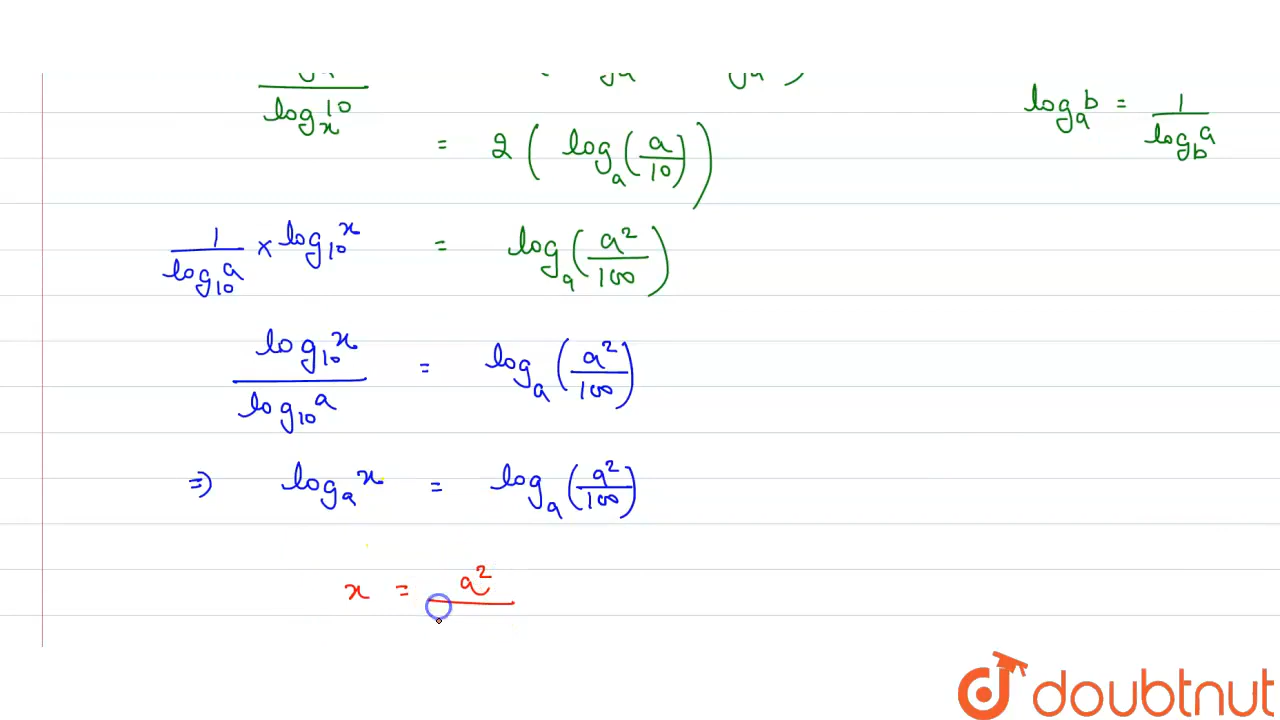 log_x 10
= 2 ( log_a (a/10) )
log_a b = 1/log_b a
1/log_10 a × log_10 x = log_a (a²/100)
log_10 x / log_10 a = log_a (a²/100)
⇒ log_a x = log_a (a²/100)
x = a²
doubtnut